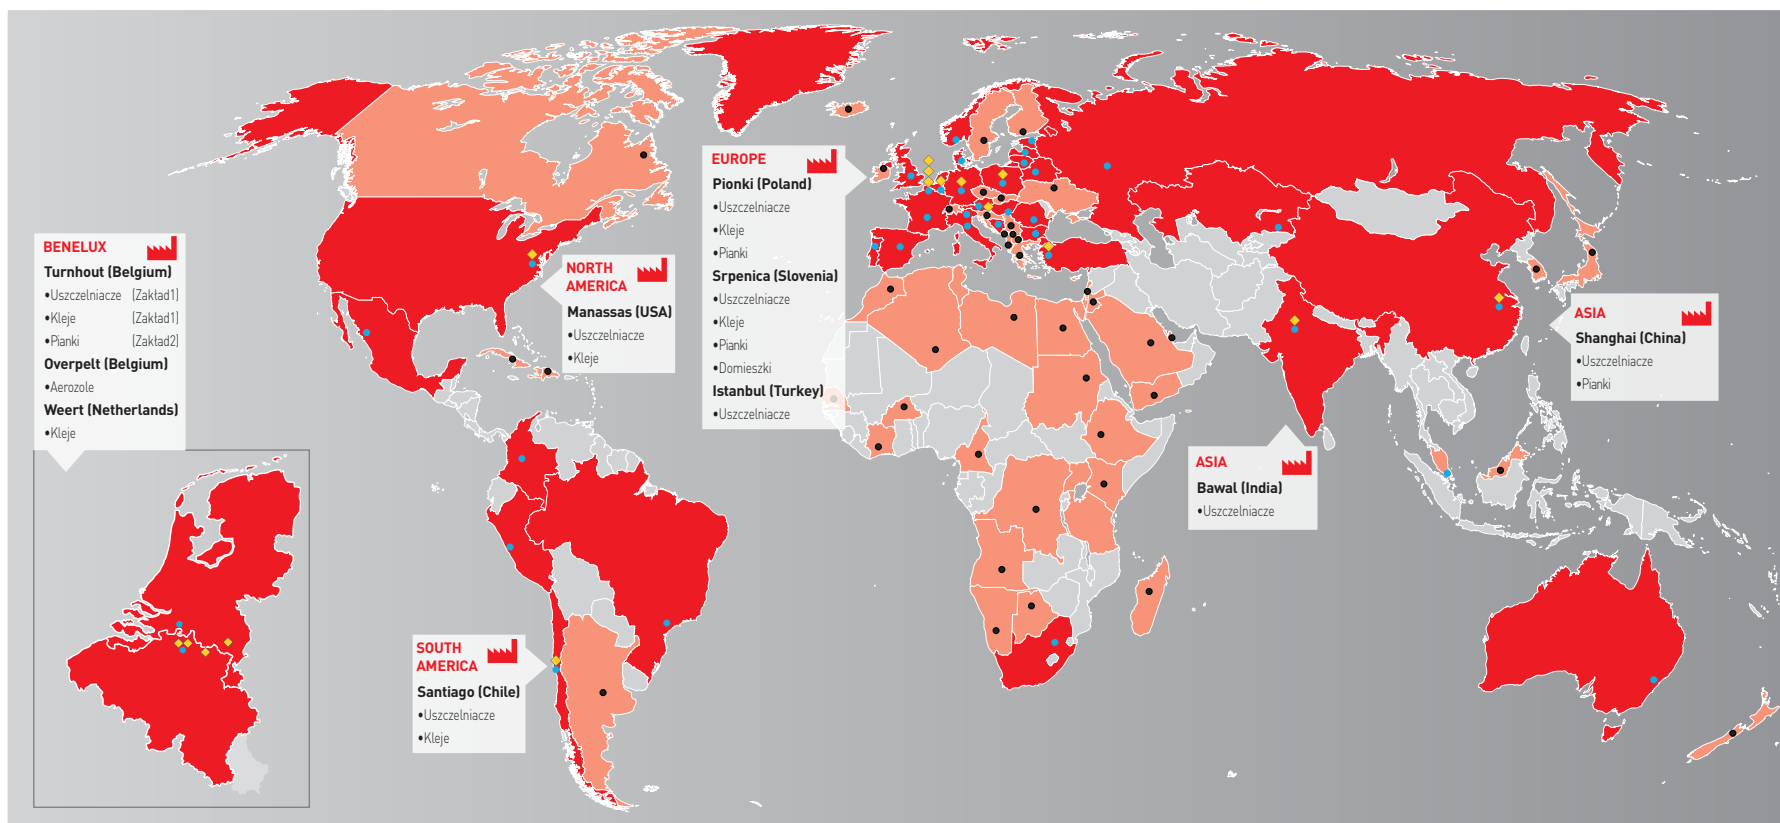 BENELUX
Turnhout (Belgium)
•Uszczelniacze (Zakład1)
•Kleje (Zakład1)
•Pianki (Zakład2)
Overpelt (Belgium)
•Aerozole
Weert (Netherlands)
•Kleje
NORTH
AMERICA
Manassas (USA)
•Uszczelniacze
•Kleje
SOUTH
AMERICA
Santiago (Chile)
•Uszczelniacze
•Kleje
EUROPE
Pionki (Poland)
•Uszczelniacze
•Kleje
•Pianki
Srpenica (Slovenia)
•Uszczelniacze
•Kleje
•Pianki
•Domieszki
Istanbul (Turkey)
•Uszczelniacze
ASIA
Bawal (India)
•Uszczelniacze
ASIA
Shanghai (China)
•Uszczelniacze
•Pianki